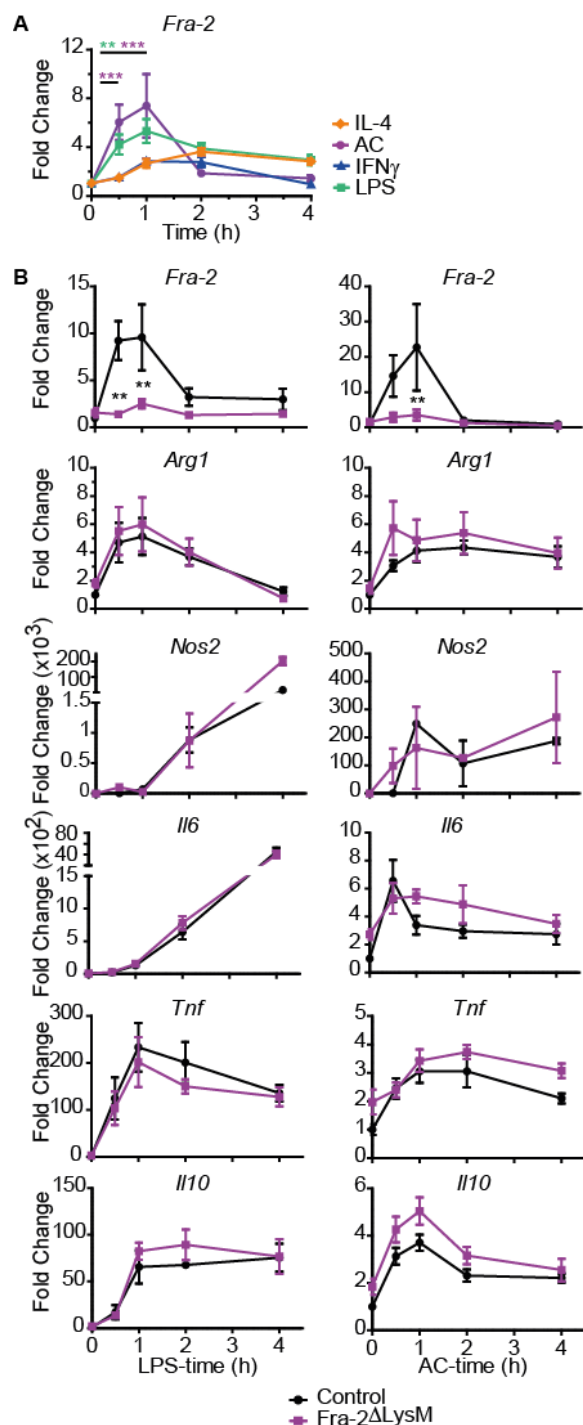 A
Fra-2
** ***
***
12
8
4
0
Fold Change
0 1 2 3 4
Time (h)
IL-4
AC
IFNγ
LPS
B
Fra-2
Fra-2
15
10
5
0
Fold Change
**
**
40
30
20
10
0
**
Arg1
Arg1
8
6
4
2
0
Fold Change
8
6
4
2
0
Nos2
Nos2
200
100
1.5
1
0.5
0
Fold Change (x10³)
500
400
300
200
100
0
Il6
Il6
80
40
10
5
0
Fold Change (x10²)
10
8
6
4
2
0
Tnf
Tnf
300
200
100
0
Fold Change
5
4
3
2
1
0
Il10
Il10
150
100
50
0
Fold Change
6
4
2
0
0 1 2 3 4
0 1 2 3 4
LPS-time (h)
AC-time (h)
Control
Fra-2ΔLysM